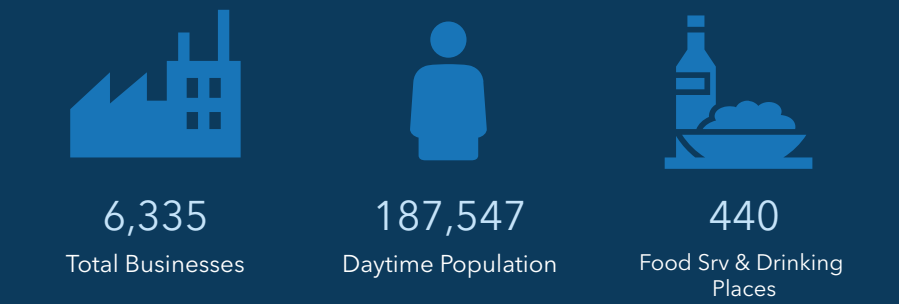 6,335
Total Businesses
187,547
Daytime Population
440
Food Srv & Drinking
Places